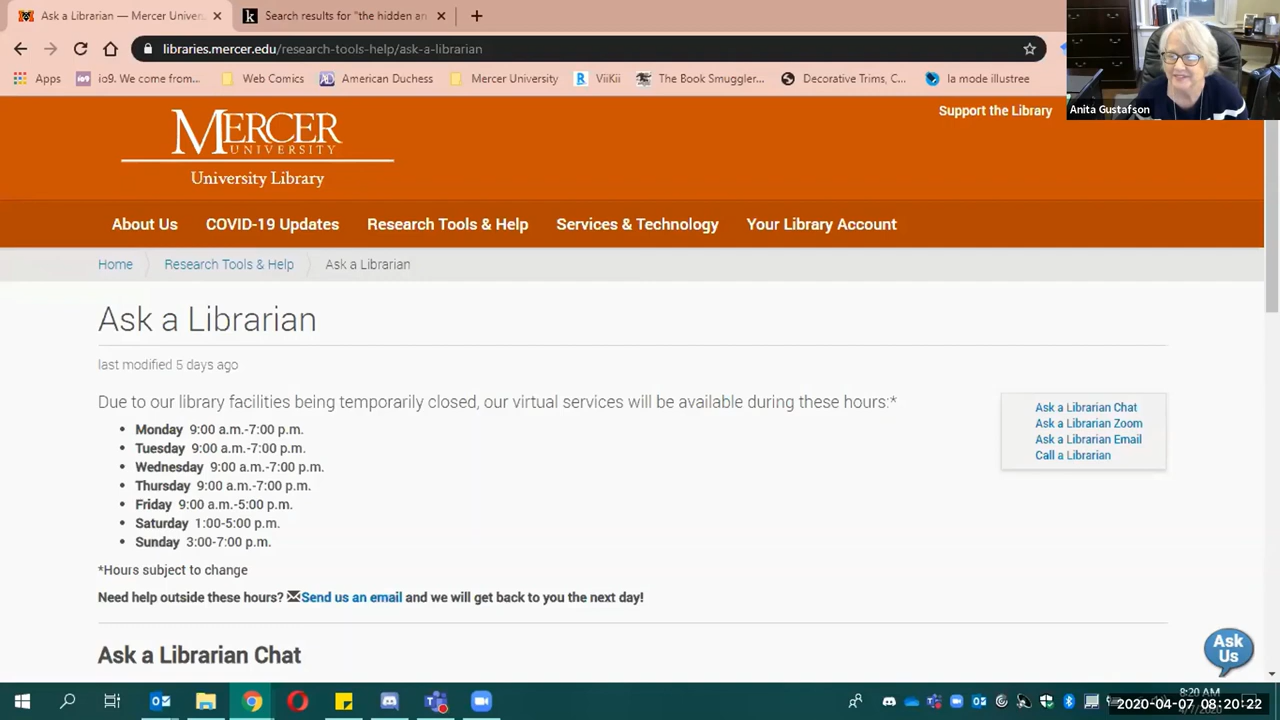 Ask a Librarian — Mercer Univer
Search results for "the hidden ar
libraries.mercer.edu/research-tools-help/ask-a-librarian
Apps
io9. We come from...
Web Comics
American Duchess
Mercer University
ViiKii
The Book Smuggler...
Decorative Trims, C...
la mode illustree
Anita Gustafson
Support the Library
MERCER
UNIVERSITY
University Library
About Us
COVID-19 Updates
Research Tools & Help
Services & Technology
Your Library Account
Home
Research Tools & Help
Ask a Librarian
Ask a Librarian
last modified 5 days ago
Due to our library facilities being temporarily closed, our virtual services will be available during these hours:*
Monday 9:00 a.m.-7:00 p.m.
Tuesday 9:00 a.m.-7:00 p.m.
Wednesday 9:00 a.m.-7:00 p.m.
Thursday 9:00 a.m.-7:00 p.m.
Friday 9:00 a.m.-5:00 p.m.
Saturday 1:00-5:00 p.m.
Sunday 3:00-7:00 p.m.
Ask a Librarian Chat
Ask a Librarian Zoom
Ask a Librarian Email
Call a Librarian
*Hours subject to change
Need help outside these hours? Send us an email and we will get back to you the next day!
Ask a Librarian Chat
Ask
Us
8:20 AM
2020-04-07 08:20:22